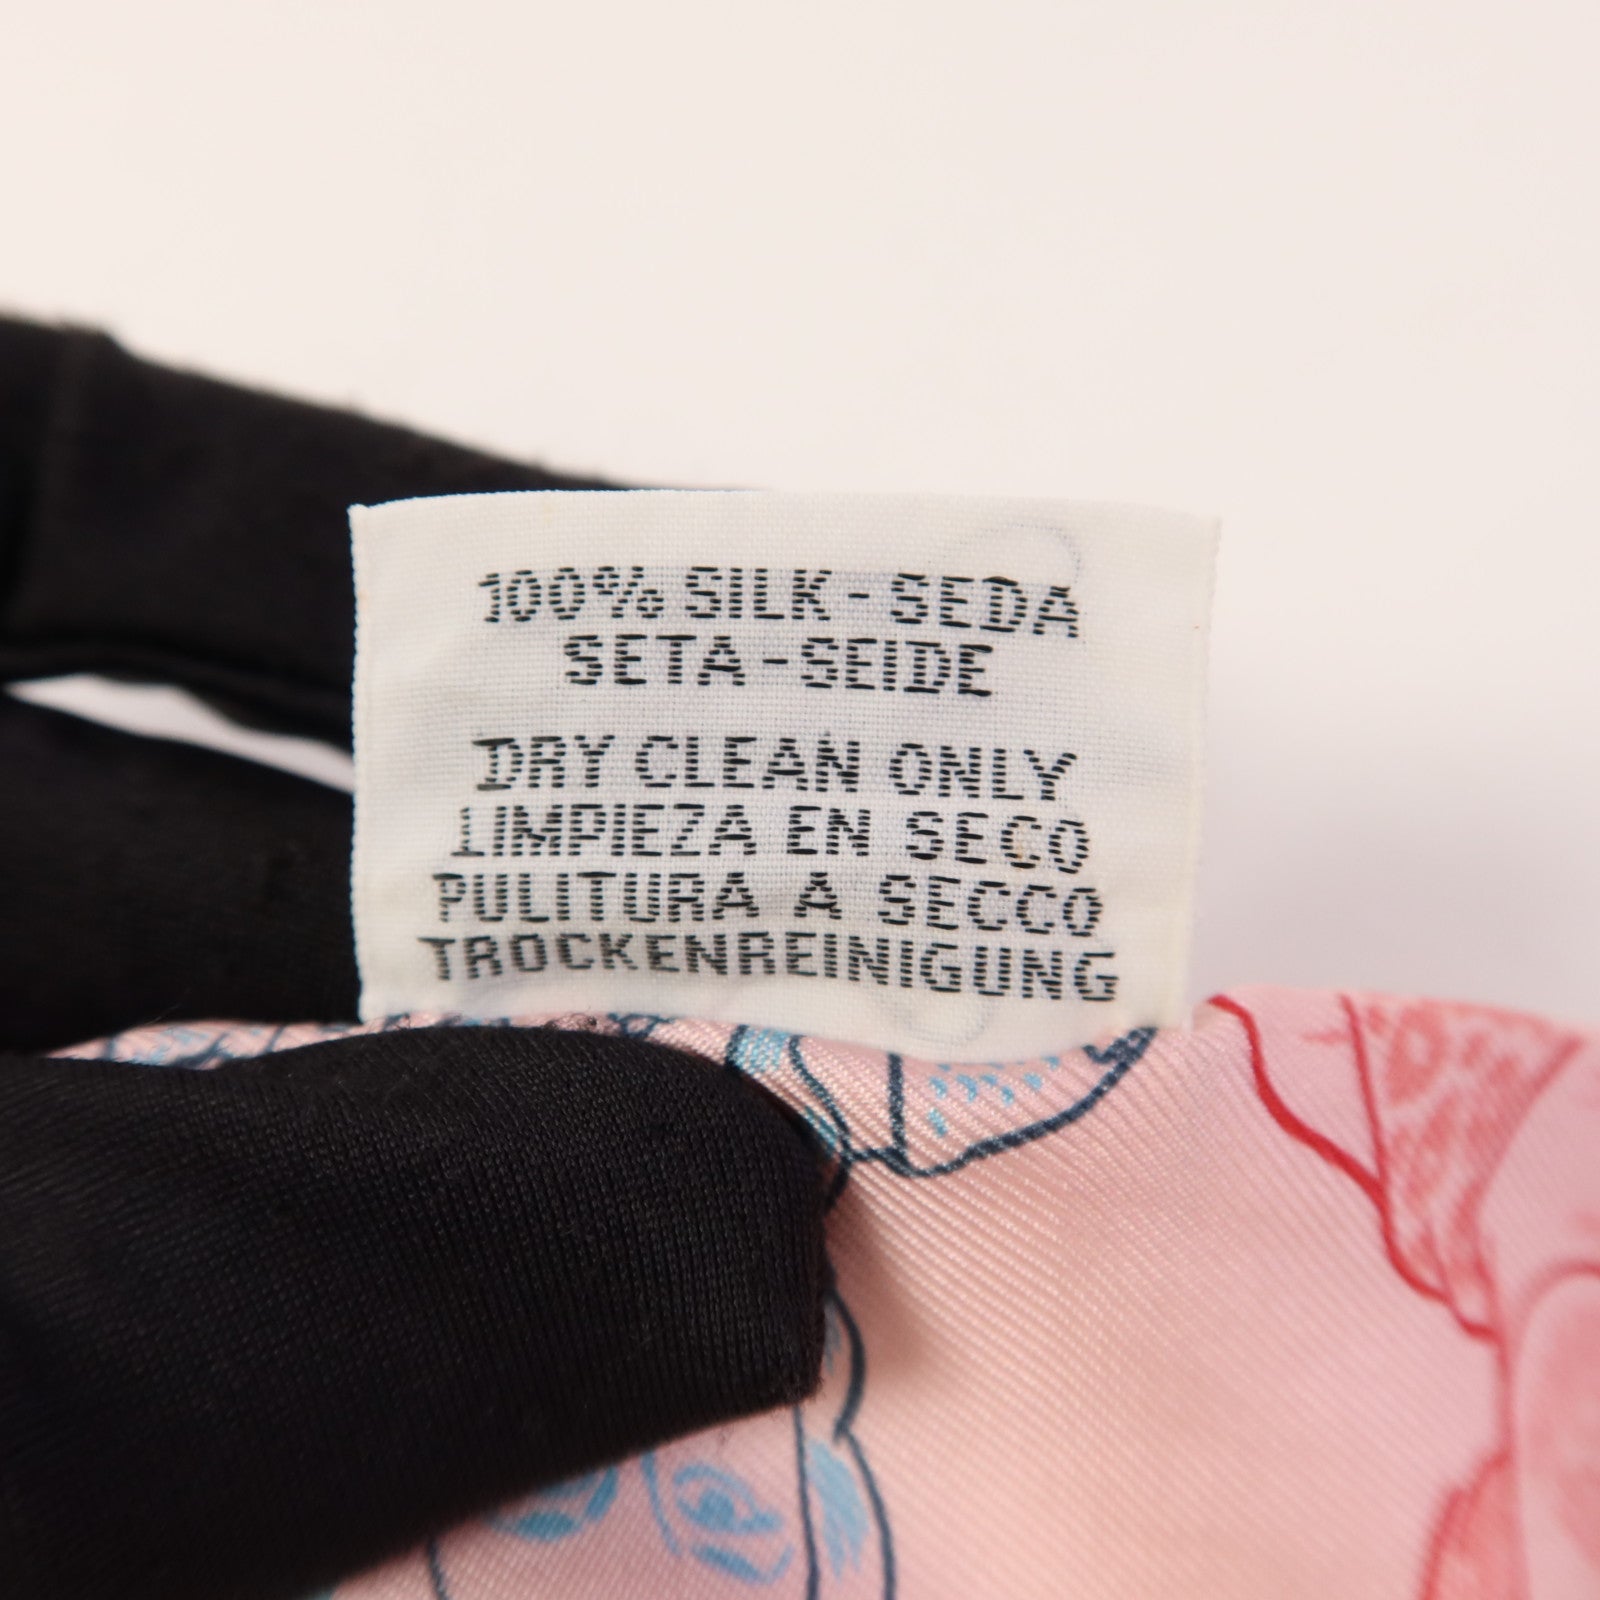 100% SILK - SEDA
SETA - SEIDE
DRY CLEAN ONLY
LIMPIEZA EN SECO
PULITURA A SECCO
TROCKENREINIGUNG